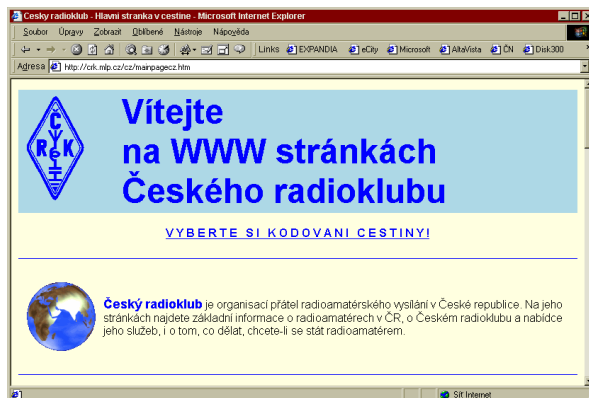 Cesky radioklub - Hlavni stranka v cestine - Microsoft Internet Explorer
Soubor Úpravy Zobrazit Oblíbené Nástroje Nápověda
Links EXPANDIA eCity Microsoft AltaVista ČN Disk300
Adresa http://crk.mlp.cz/cz/mainpagecz.htm
Č
R K
Vítejte
na WWW stránkách
Českého radioklubu
VYBERTE SI KODOVANI CESTINY!
Český radioklub je organisací přátel radioamatérského vysílání v České republice. Na jeho
stránkách najdete základní informace o radioamatérech v ČR, o Českém radioklubu a nabídce
jeho služeb, i o tom, co dělat, chcete-li se stát radioamatérem.
Síť Internet